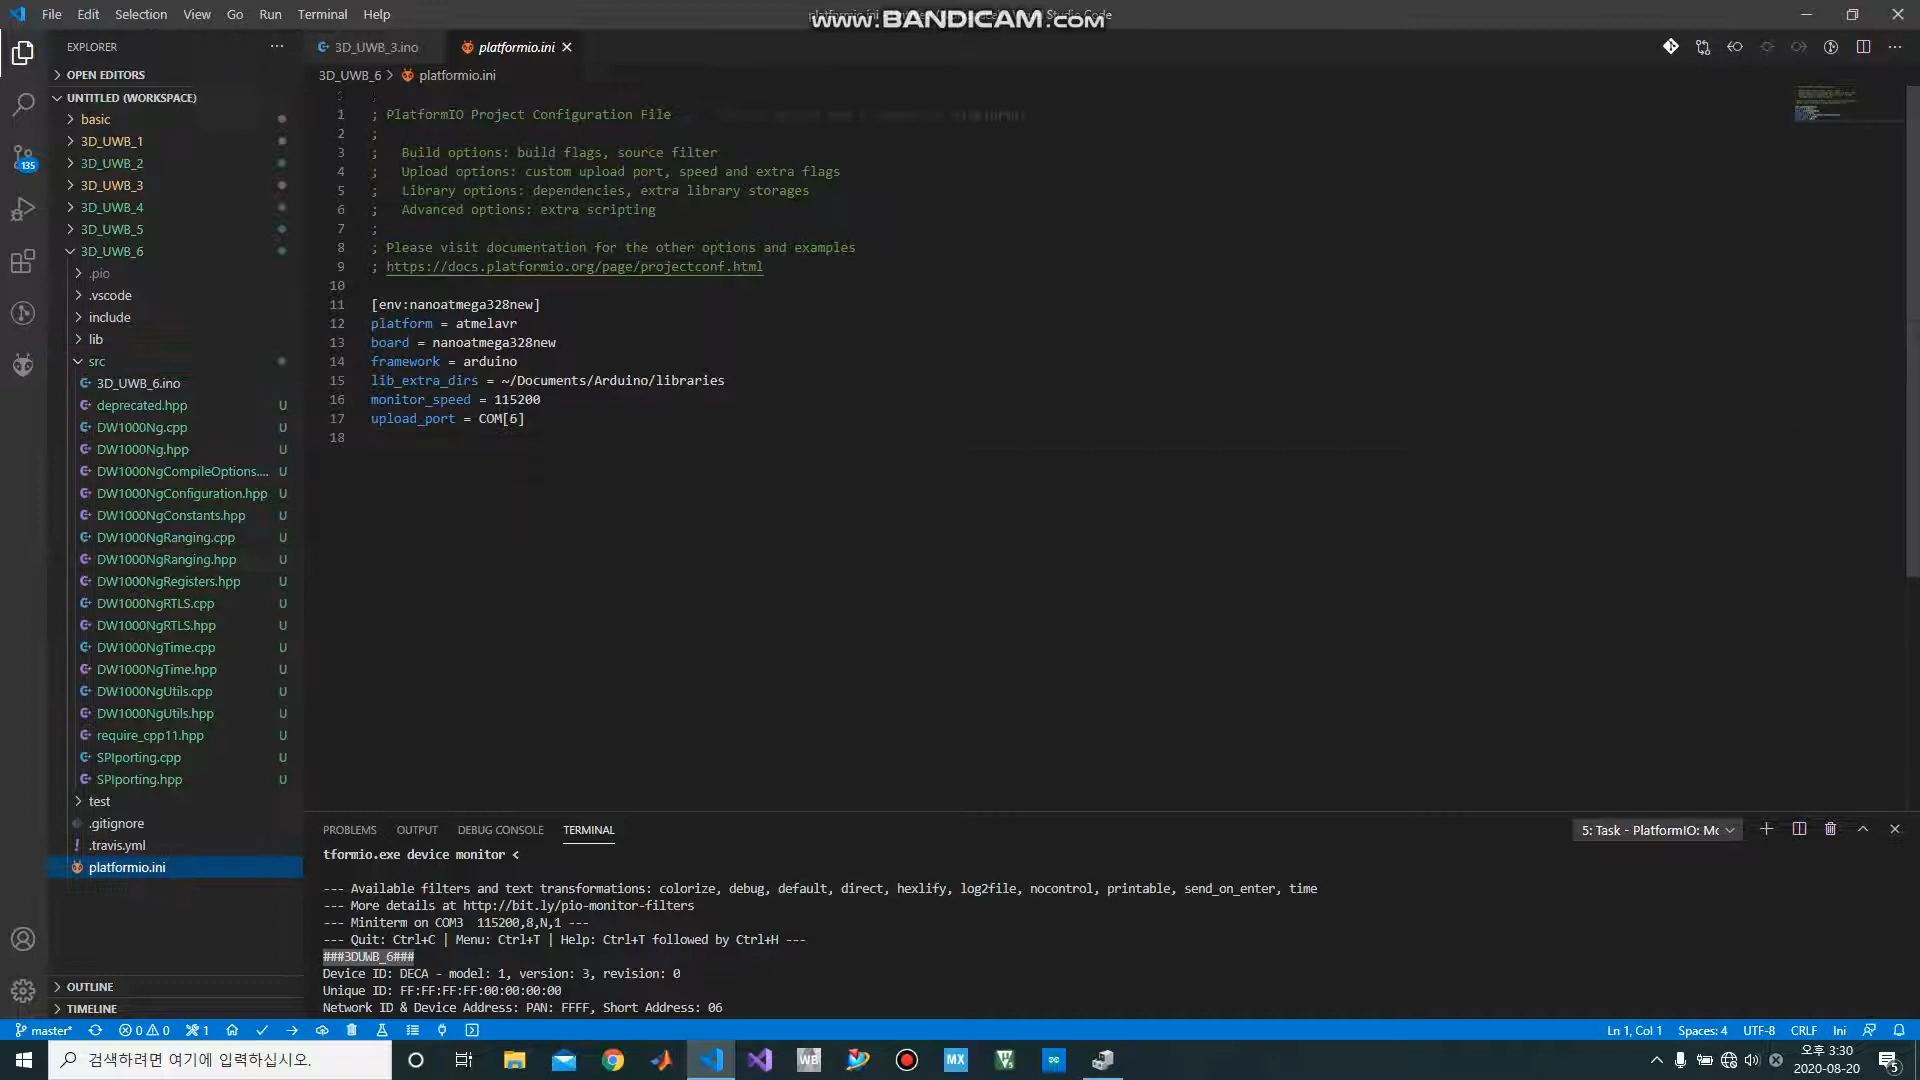 File Edit Selection View Go Run Terminal Help
www.BANDICAM.com
EXPLORER
3D_UWB_3.ino
platformio.ini
OPEN EDITORS
3D_UWB_6 > platformio.ini
UNTITLED (WORKSPACE)
basic
3D_UWB_1
3D_UWB_2
3D_UWB_3
3D_UWB_4
3D_UWB_5
3D_UWB_6
.pio
.vscode
include
lib
src
3D_UWB_6.ino
deprecated.hpp U
DW1000Ng.cpp U
DW1000Ng.hpp U
DW1000NgCompileOptions.... U
DW1000NgConfiguration.hpp U
DW1000NgConstants.hpp U
DW1000NgRanging.cpp U
DW1000NgRanging.hpp U
DW1000NgRegisters.hpp U
DW1000NgRTLS.cpp U
DW1000NgRTLS.hpp U
DW1000NgTime.cpp U
DW1000NgTime.hpp U
DW1000NgUtils.cpp U
DW1000NgUtils.hpp U
require_cpp11.hpp U
SPIporting.cpp U
SPIporting.hpp U
test
.gitignore
.travis.yml
platformio.ini
OUTLINE
TIMELINE
135
1 ; PlatformIO Project Configuration File
2 ;
3 ;   Build options: build flags, source filter
4 ;   Upload options: custom upload port, speed and extra flags
5 ;   Library options: dependencies, extra library storages
6 ;   Advanced options: extra scripting
7 ;
8 ; Please visit documentation for the other options and examples
9 ; https://docs.platformio.org/page/projectconf.html
10
11 [env:nanoatmega328new]
12 platform = atmelavr
13 board = nanoatmega328new
14 framework = arduino
15 lib_extra_dirs = ~/Documents/Arduino/libraries
16 monitor_speed = 115200
17 upload_port = COM[6]
18
PROBLEMS OUTPUT DEBUG CONSOLE TERMINAL
5: Task - PlatformIO: Mc
tformio.exe device monitor <
--- Available filters and text transformations: colorize, debug, default, direct, hexlify, log2file, nocontrol, printable, send_on_enter, time
--- More details at http://bit.ly/pio-monitor-filters
--- Miniterm on COM3  115200,8,N,1 ---
--- Quit: Ctrl+C | Menu: Ctrl+T | Help: Ctrl+T followed by Ctrl+H ---
###3DUWB_6###
Device ID: DECA - model: 1, version: 3, revision: 0
Unique ID: FF:FF:FF:FF:00:00:00:00
Network ID & Device Address: PAN: FFFF, Short Address: 06
master* 0 0 1
Ln 1, Col 1 Spaces: 4 UTF-8 CRLF Ini
검색하려면 여기에 입력하십시오.
WB
MX
오후 3:30
2020-08-20
5